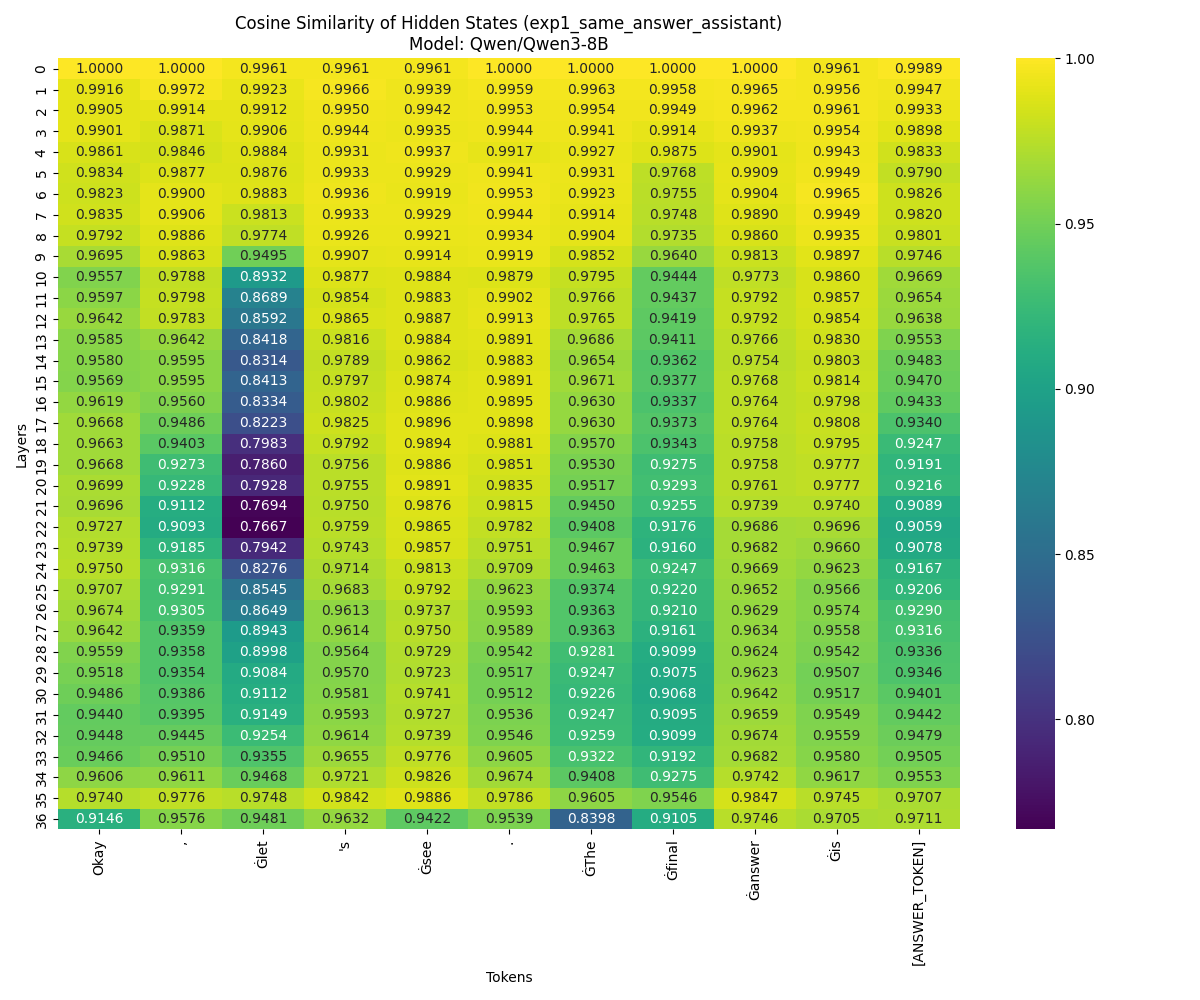 Cosine Similarity of Hidden States (exp1_same_answer_assistant)
Model: Qwen/Qwen3-8B
0 1.0000 1.0000 0.9961 0.9961 0.9961 1.0000 1.0000 1.0000 1.0000 0.9961 0.9989
1 0.9916 0.9972 0.9923 0.9966 0.9939 0.9959 0.9963 0.9958 0.9965 0.9956 0.9947
2 0.9905 0.9914 0.9912 0.9950 0.9942 0.9953 0.9954 0.9949 0.9962 0.9961 0.9933
3 0.9901 0.9871 0.9906 0.9944 0.9935 0.9944 0.9941 0.9914 0.9937 0.9954 0.9898
4 0.9861 0.9846 0.9884 0.9931 0.9937 0.9917 0.9927 0.9875 0.9901 0.9943 0.9833
5 0.9834 0.9877 0.9876 0.9933 0.9929 0.9941 0.9931 0.9768 0.9909 0.9949 0.9790
6 0.9823 0.9900 0.9883 0.9936 0.9919 0.9953 0.9923 0.9755 0.9904 0.9965 0.9826
7 0.9835 0.9906 0.9813 0.9933 0.9929 0.9944 0.9914 0.9748 0.9890 0.9949 0.9820
8 0.9792 0.9886 0.9774 0.9926 0.9921 0.9934 0.9904 0.9735 0.9860 0.9935 0.9801
9 0.9695 0.9863 0.9495 0.9907 0.9914 0.9919 0.9852 0.9640 0.9813 0.9897 0.9746
10 0.9557 0.9788 0.8932 0.9877 0.9884 0.9879 0.9795 0.9444 0.9773 0.9860 0.9669
11 0.9597 0.9798 0.8689 0.9854 0.9883 0.9902 0.9766 0.9437 0.9792 0.9857 0.9654
12 0.9642 0.9783 0.8592 0.9865 0.9887 0.9913 0.9765 0.9419 0.9792 0.9854 0.9638
13 0.9585 0.9642 0.8418 0.9816 0.9884 0.9891 0.9686 0.9411 0.9766 0.9830 0.9553
14 0.9580 0.9595 0.8314 0.9789 0.9862 0.9883 0.9654 0.9362 0.9754 0.9803 0.9483
15 0.9569 0.9595 0.8413 0.9797 0.9874 0.9891 0.9671 0.9377 0.9768 0.9814 0.9470
16 0.9619 0.9560 0.8334 0.9802 0.9886 0.9895 0.9630 0.9337 0.9764 0.9798 0.9433
17 0.9668 0.9486 0.8223 0.9825 0.9896 0.9898 0.9630 0.9373 0.9764 0.9808 0.9340
18 0.9663 0.9403 0.7983 0.9792 0.9894 0.9881 0.9570 0.9343 0.9758 0.9795 0.9247
19 0.9668 0.9273 0.7860 0.9756 0.9886 0.9851 0.9530 0.9275 0.9758 0.9777 0.9191
20 0.9699 0.9228 0.7928 0.9755 0.9891 0.9835 0.9517 0.9293 0.9761 0.9777 0.9216
21 0.9696 0.9112 0.7694 0.9750 0.9876 0.9815 0.9450 0.9255 0.9739 0.9740 0.9089
22 0.9727 0.9093 0.7667 0.9759 0.9865 0.9782 0.9408 0.9176 0.9686 0.9696 0.9059
23 0.9739 0.9185 0.7942 0.9743 0.9857 0.9751 0.9467 0.9160 0.9682 0.9660 0.9078
24 0.9750 0.9316 0.8276 0.9714 0.9813 0.9709 0.9463 0.9247 0.9669 0.9623 0.9167
25 0.9707 0.9291 0.8545 0.9683 0.9792 0.9623 0.9374 0.9220 0.9652 0.9566 0.9206
26 0.9674 0.9305 0.8649 0.9613 0.9737 0.9593 0.9363 0.9210 0.9629 0.9574 0.9290
27 0.9642 0.9359 0.8943 0.9614 0.9750 0.9589 0.9363 0.9161 0.9634 0.9558 0.9316
28 0.9559 0.9358 0.8998 0.9564 0.9729 0.9542 0.9281 0.9099 0.9624 0.9542 0.9336
29 0.9518 0.9354 0.9084 0.9570 0.9723 0.9517 0.9247 0.9075 0.9623 0.9507 0.9346
30 0.9486 0.9386 0.9112 0.9581 0.9741 0.9512 0.9226 0.9068 0.9642 0.9517 0.9401
31 0.9440 0.9395 0.9149 0.9593 0.9727 0.9536 0.9247 0.9095 0.9659 0.9549 0.9442
32 0.9448 0.9445 0.9254 0.9614 0.9739 0.9546 0.9259 0.9099 0.9674 0.9559 0.9479
33 0.9466 0.9510 0.9355 0.9655 0.9776 0.9605 0.9322 0.9192 0.9682 0.9580 0.9505
34 0.9606 0.9611 0.9468 0.9721 0.9826 0.9674 0.9408 0.9275 0.9742 0.9617 0.9553
35 0.9740 0.9776 0.9748 0.9842 0.9886 0.9786 0.9605 0.9546 0.9847 0.9745 0.9707
36 0.9146 0.9576 0.9481 0.9632 0.9422 0.9539 0.8398 0.9105 0.9746 0.9705 0.9711
Okay , Ġlet 's Ġsee . ĠThe Ġfinal Ġanswer Ġis [ANSWER_TOKEN]
Tokens
Layers
1.00
0.95
0.90
0.85
0.80